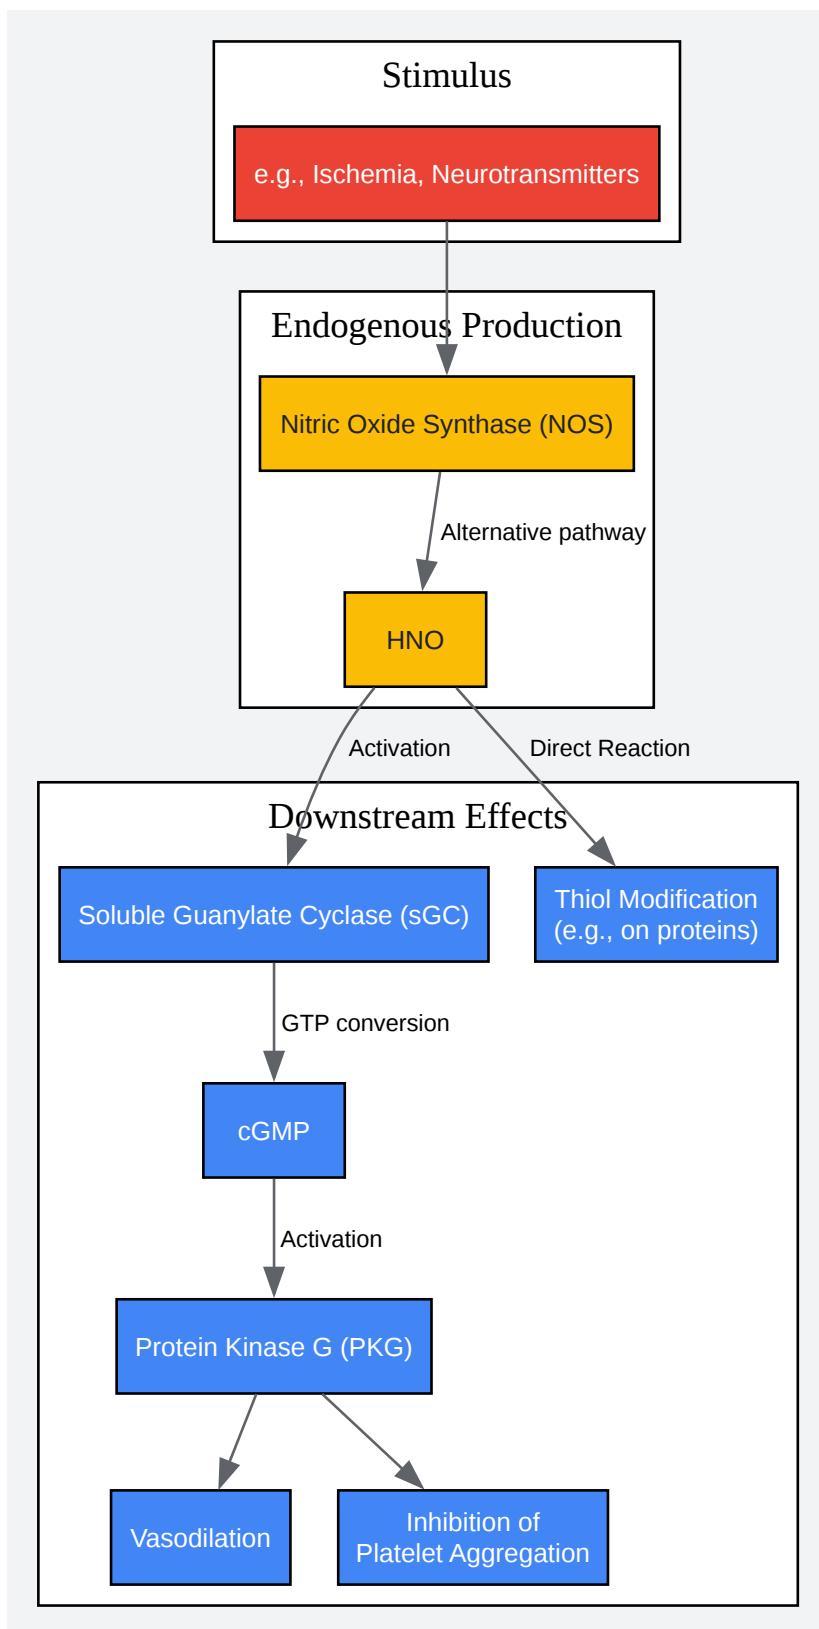 Stimulus
e.g., Ischemia, Neurotransmitters
Endogenous Production
Nitric Oxide Synthase (NOS)
Alternative pathway
HNO
Activation
Direct Reaction
Downstream Effects
Soluble Guanylate Cyclase (sGC)
Thiol Modification
(e.g., on proteins)
GTP conversion
cGMP
Activation
Protein Kinase G (PKG)
Vasodilation
Inhibition of
Platelet Aggregation